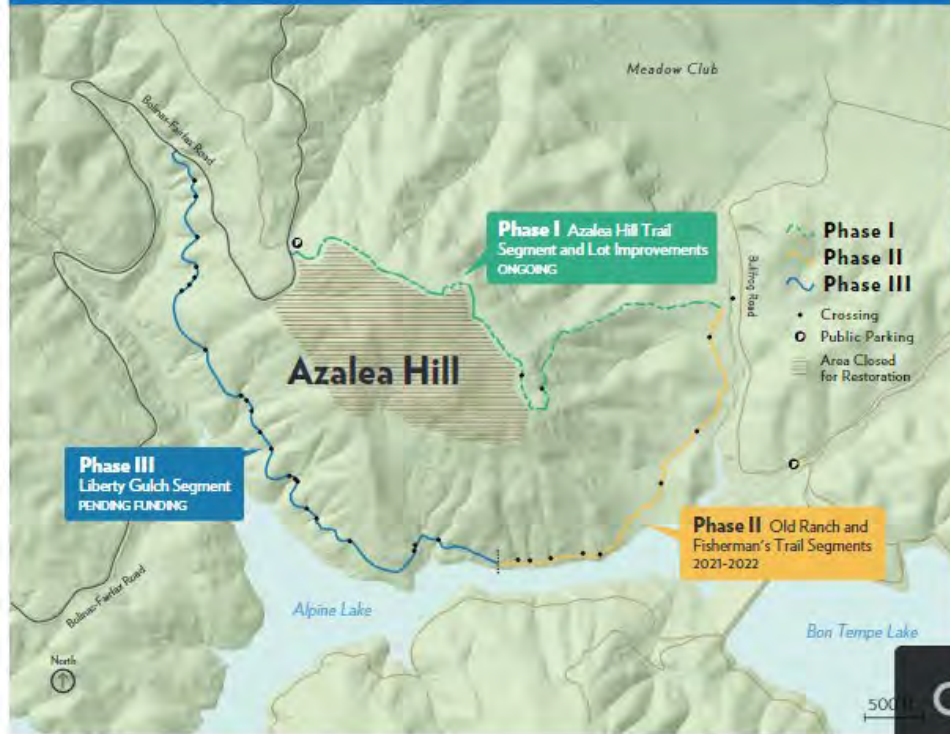 Meadow Club
Bolinas-Fairfax Road
Phase I Azalea Hill Trail
Segment and Lot Improvements
ONGOING
Phase I
Phase II
Phase III
Crossing
Public Parking
Area Closed
for Restoration
Bullfrog Road
Azalea Hill
Phase III
Liberty Gulch Segment
PENDING FUNDING
Phase II Old Ranch and
Fisherman's Trail Segments
2021-2022
Bolinas-Fairfax Road
Alpine Lake
Bon Tempe Lake
North
500